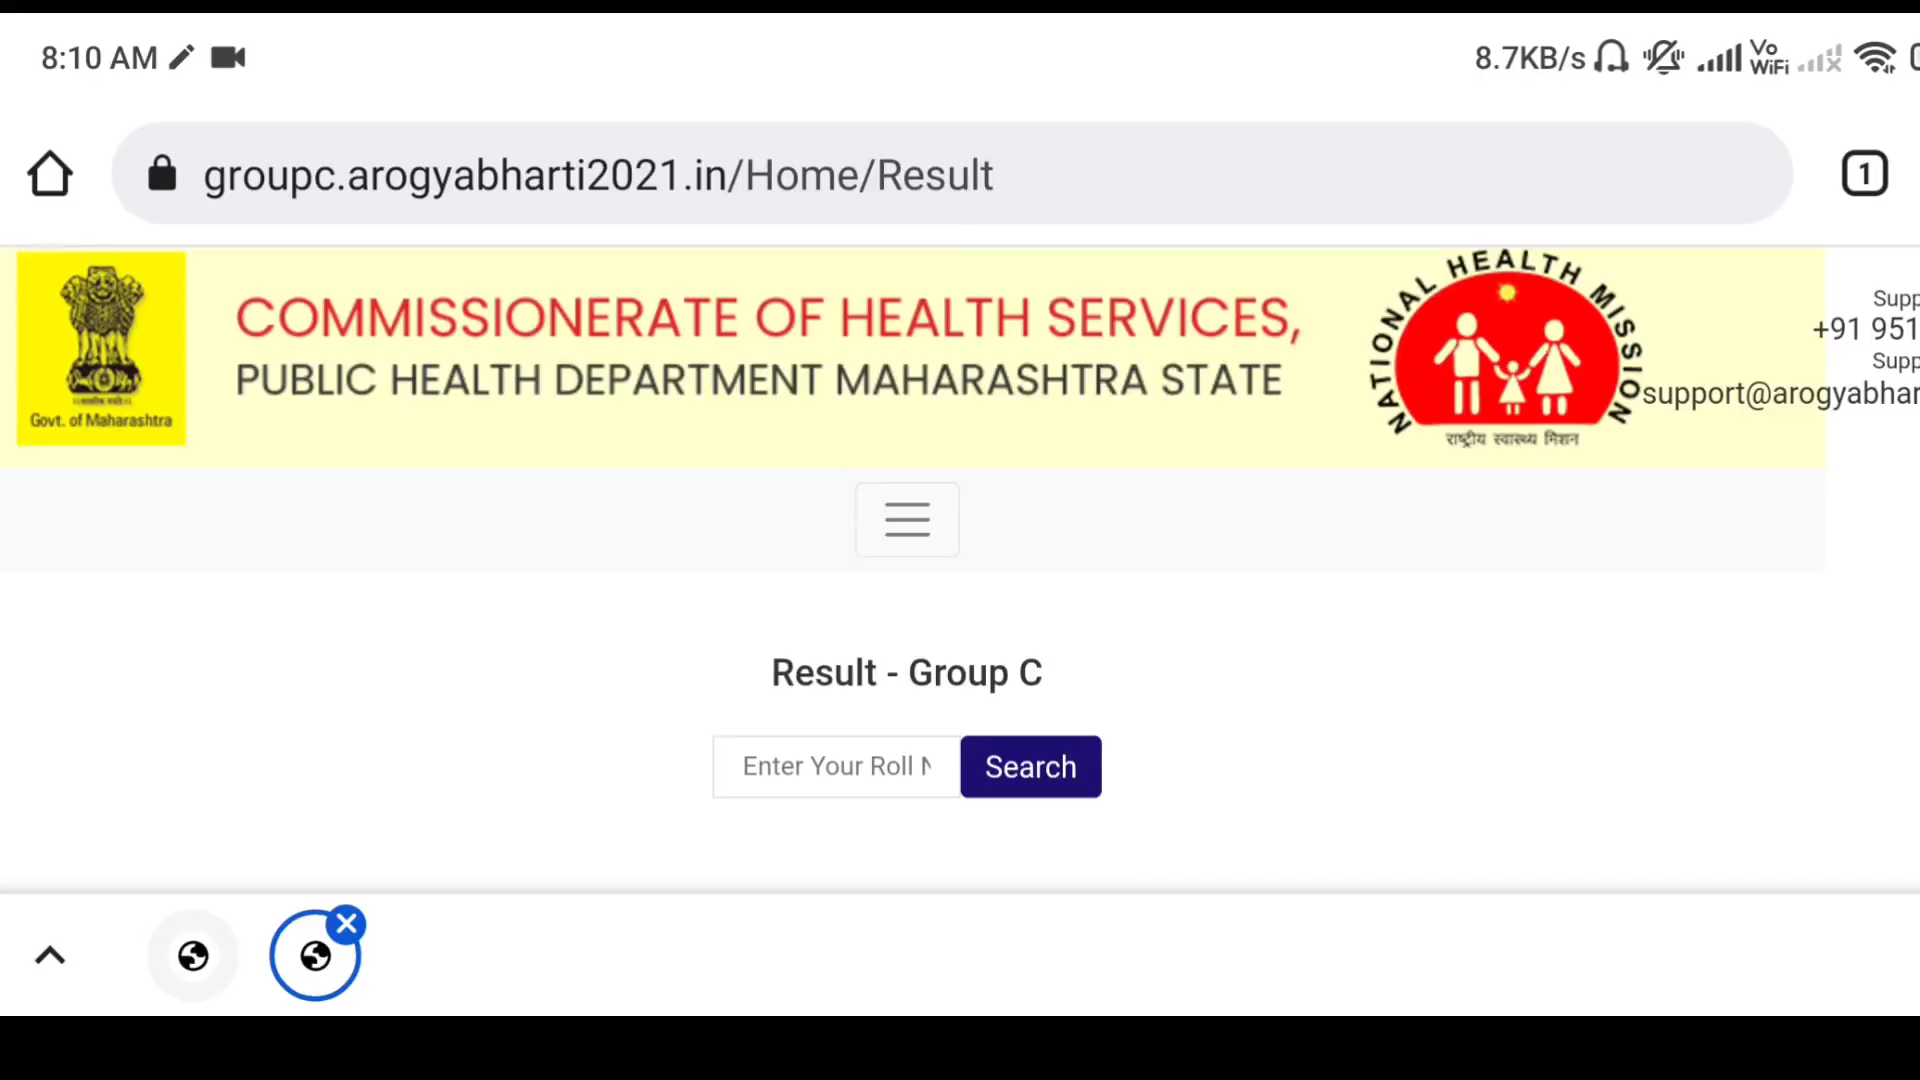 8:10 AM
8.7KB/s
Vo
WiFi
groupc.arogyabharti2021.in/Home/Result
1
Govt. of Maharashtra
COMMISSIONERATE OF HEALTH SERVICES,
PUBLIC HEALTH DEPARTMENT MAHARASHTRA STATE
NATIONAL HEALTH MISSION
राष्ट्रीय स्वास्थ्य मिशन
Supp
+91 951
Supp
support@arogyabhar
Result - Group C
Enter Your Roll N
Search